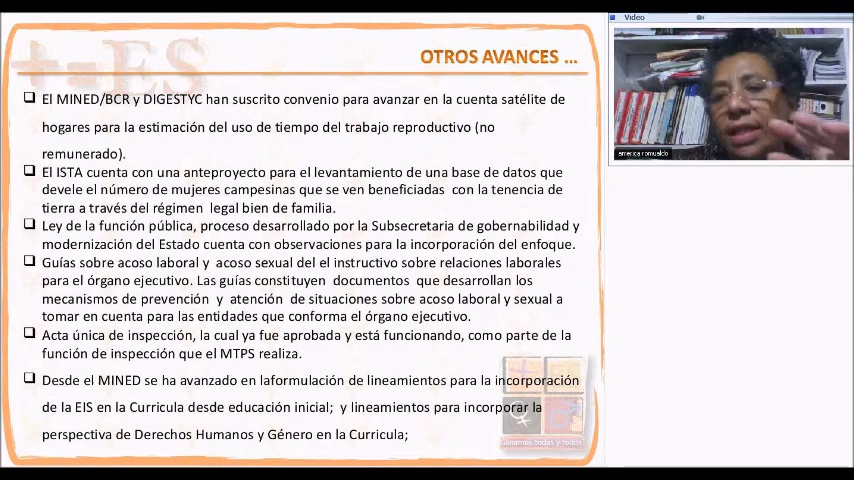 +=ES
OTROS AVANCES ...
El MINED/BCR y DIGESTYC han suscrito convenio para avanzar en la cuenta satélite de
hogares para la estimación del uso de tiempo del trabajo reproductivo (no
remunerado).
El ISTA cuenta con una anteproyecto para el levantamiento de una base de datos que
devele el número de mujeres campesinas que se ven beneficiadas con la tenencia de
tierra a través del régimen legal bien de familia.
Ley de la función pública, proceso desarrollado por la Subsecretaria de gobernabilidad y
modernización del Estado cuenta con observaciones para la incorporación del enfoque.
Guías sobre acoso laboral y acoso sexual del el instructivo sobre relaciones laborales
para el órgano ejecutivo. Las guías constituyen documentos que desarrollan los
mecanismos de prevención y atención de situaciones sobre acoso laboral y sexual a
tomar en cuenta para las entidades que conforma el órgano ejecutivo.
Acta única de inspección, la cual ya fue aprobada y está funcionando, como parte de la
función de inspección que el MTPS realiza.
Desde el MINED se ha avanzado en laformulación de lineamientos para la incorporación
de la EIS en la Curricula desde educación inicial; y lineamientos para incorporar la
perspectiva de Derechos Humanos y Género en la Curricula;
Ganamos todas y todos
Video
america romualdo